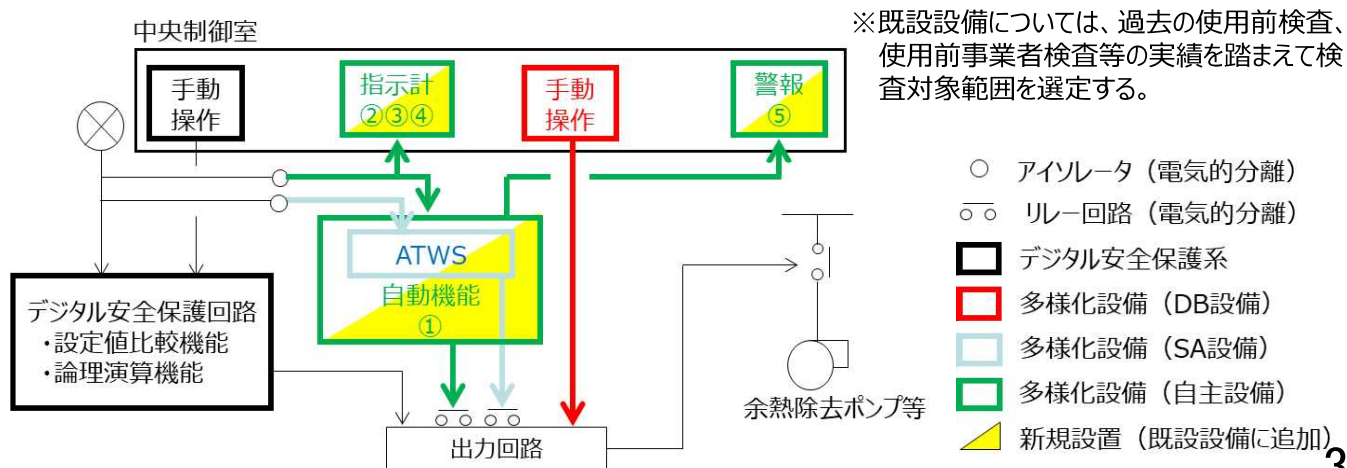 ※既設設備については、過去の使用前検査、
使用前事業者検査等の実績を踏まえて検
査対象範囲を選定する。
中央制御室
手動
操作
指示計
②③④
手動
操作
警報
⑤
ATWS
自動機能
①
デジタル安全保護回路
・設定値比較機能
・論理演算機能
出力回路
余熱除去ポンプ等
アイソレータ（電気的分離）
リレー回路（電気的分離）
デジタル安全保護系
多様化設備（DB設備）
多様化設備（SA設備）
多様化設備（自主設備）
新規設置（既設設備に追加）
3